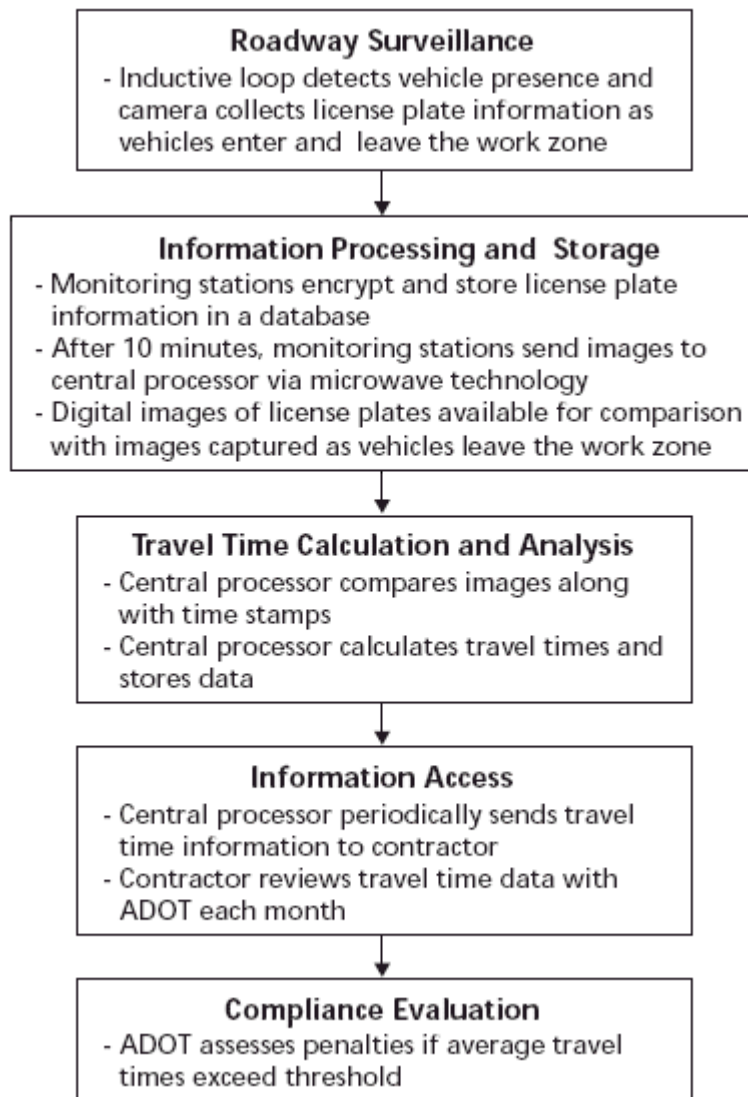 Roadway Surveillance
- Inductive loop detects vehicle presence and
camera collects license plate information as
vehicles enter and leave the work zone
Information Processing and Storage
- Monitoring stations encrypt and store license plate
information in a database
- After 10 minutes, monitoring stations send images to
central processor via microwave technology
- Digital images of license plates available for comparison
with images captured as vehicles leave the work zone
Travel Time Calculation and Analysis
- Central processor compares images along
with time stamps
- Central processor calculates travel times and
stores data
Information Access
- Central processor periodically sends travel
time information to contractor
- Contractor reviews travel time data with
ADOT each month
Compliance Evaluation
- ADOT assesses penalties if average travel
times exceed threshold